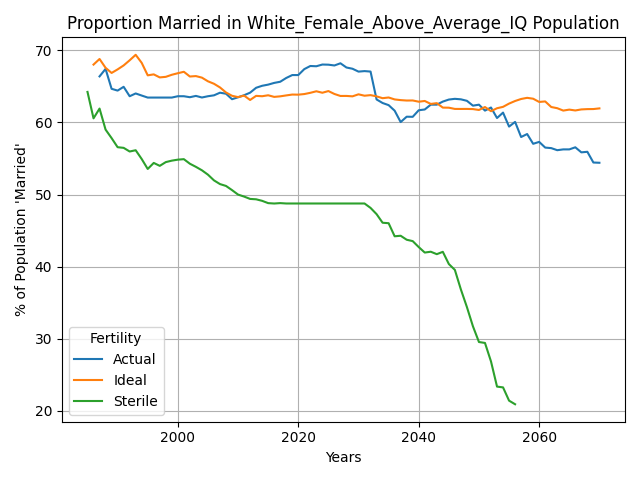 Proportion Married in White_Female_Above_Average_IQ Population
% of Population 'Married'
70
60
50
40
30
20
Fertility
Actual
Ideal
Sterile
2000
2020
2040
2060
Years